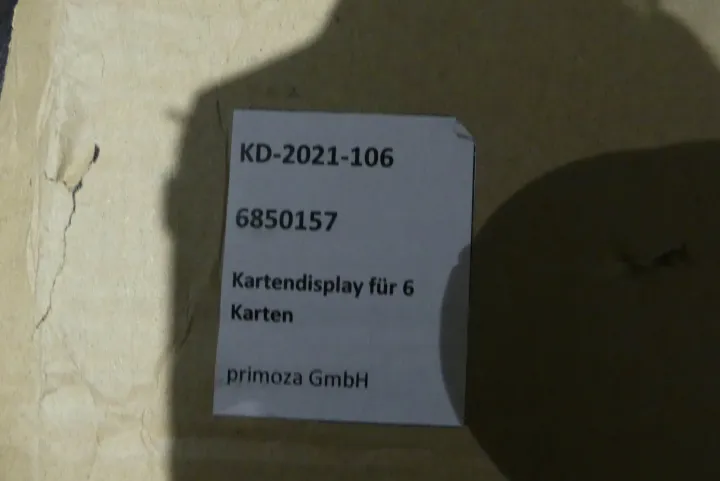 KD-2021-106
6850157
Kartendisplay für 6
Karten
primoza GmbH